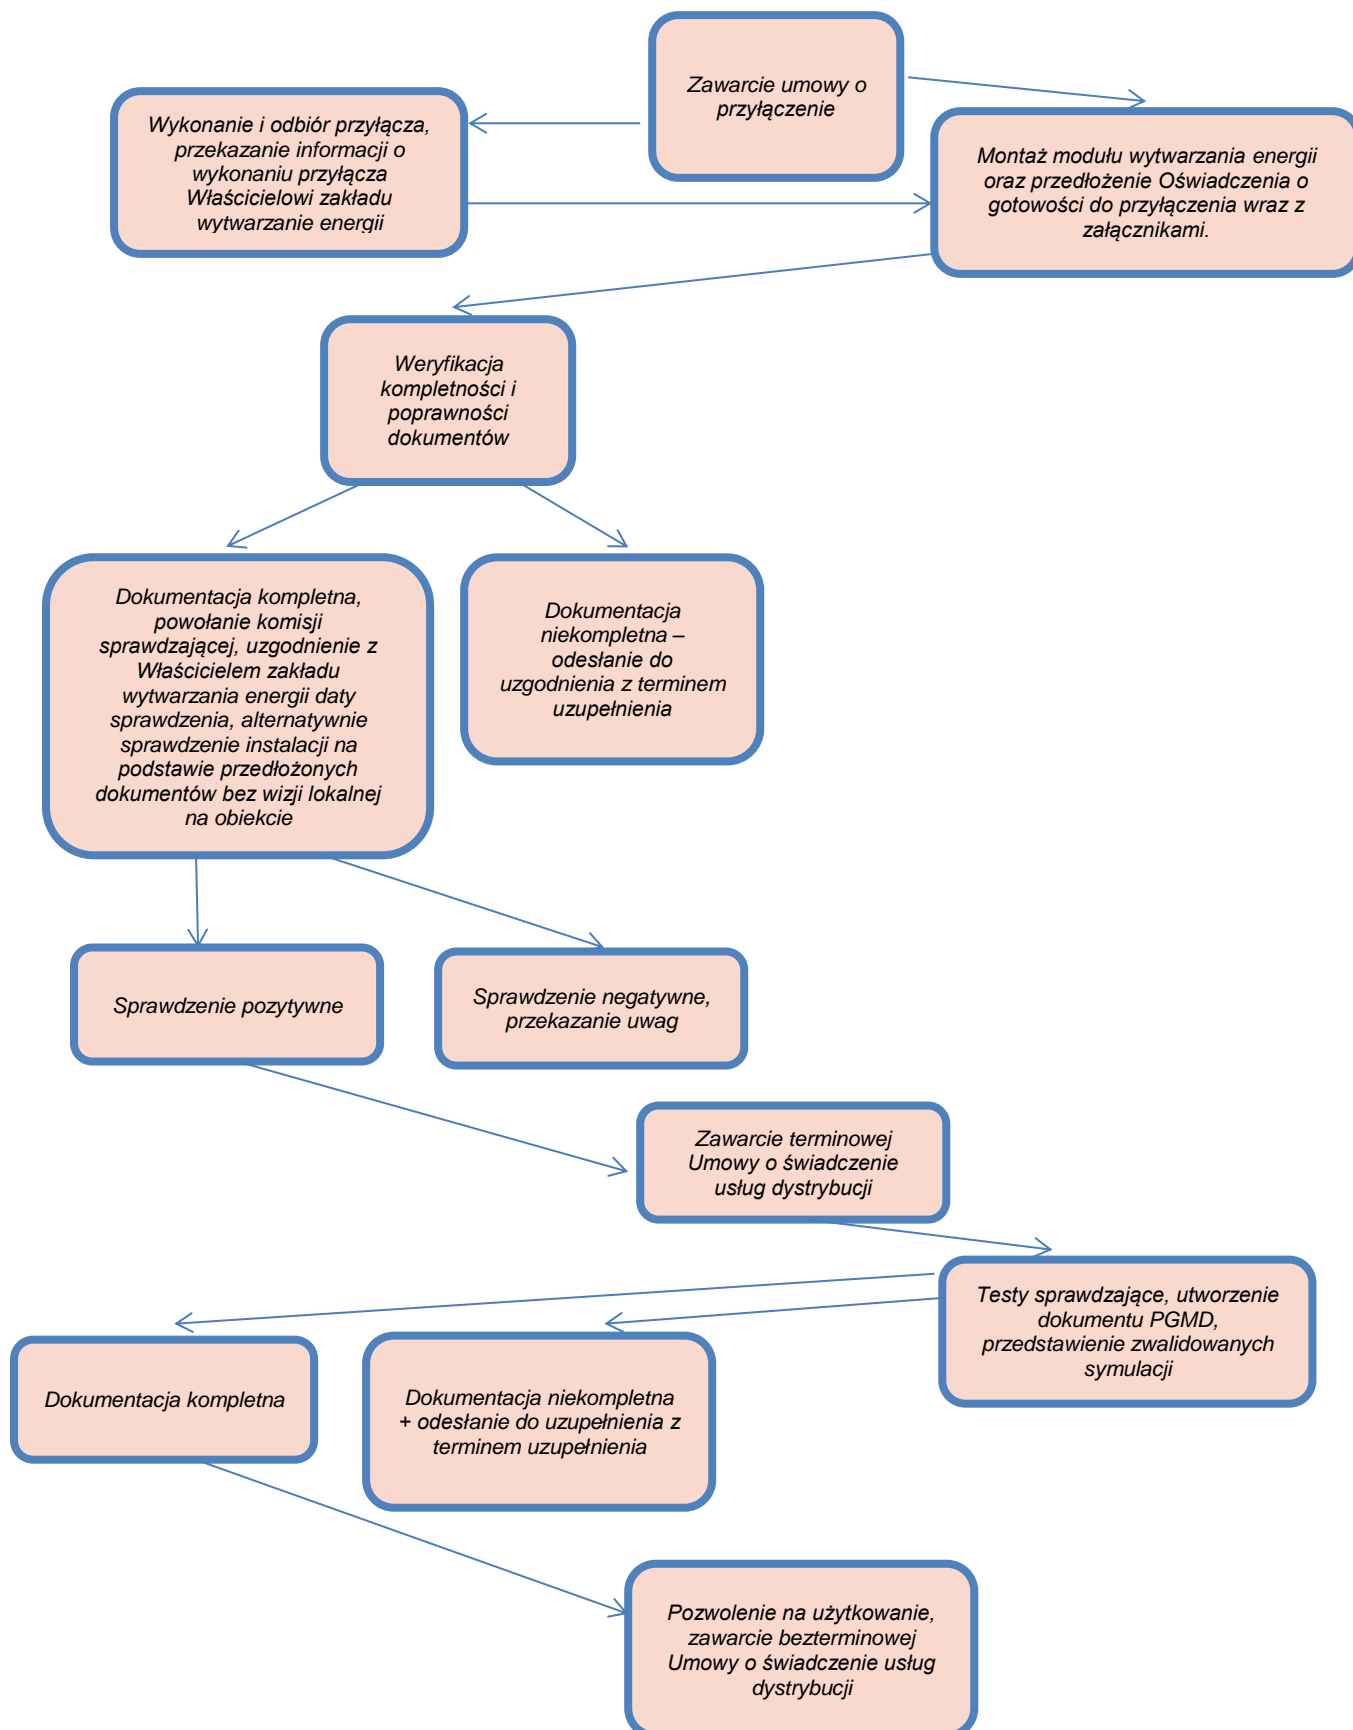 Zawarcie umowy o
przyłączenie
Wykonanie i odbiór przyłącza,
przekazanie informacji o
wykonaniu przyłącza
Właścicielowi zakładu
wytwarzanie energii
Montaż modułu wytwarzania energii
oraz przedłożenie Oświadczenia o
gotowości do przyłączenia wraz z
załącznikami.
Weryfikacja
kompletności i
poprawności
dokumentów
Dokumentacja kompletna,
powołanie komisji
sprawdzającej, uzgodnienie z
Właścicielem zakładu
wytwarzania energii daty
sprawdzenia, alternatywnie
sprawdzenie instalacji na
podstawie przedłożonych
dokumentów bez wizji lokalnej
na obiekcie
Dokumentacja
niekompletna –
odesłanie do
uzgodnienia z terminem
uzupełnienia
Sprawdzenie pozytywne
Sprawdzenie negatywne,
przekazanie uwag
Zawarcie terminowej
Umowy o świadczenie
usług dystrybucji
Testy sprawdzające, utworzenie
dokumentu PGMD,
przedstawienie zwalidowanych
symulacji
Dokumentacja kompletna
Dokumentacja niekompletna
+ odesłanie do uzupełnienia z
terminem uzupełnienia
Pozwolenie na użytkowanie,
zawarcie bezterminowej
Umowy o świadczenie usług
dystrybucji